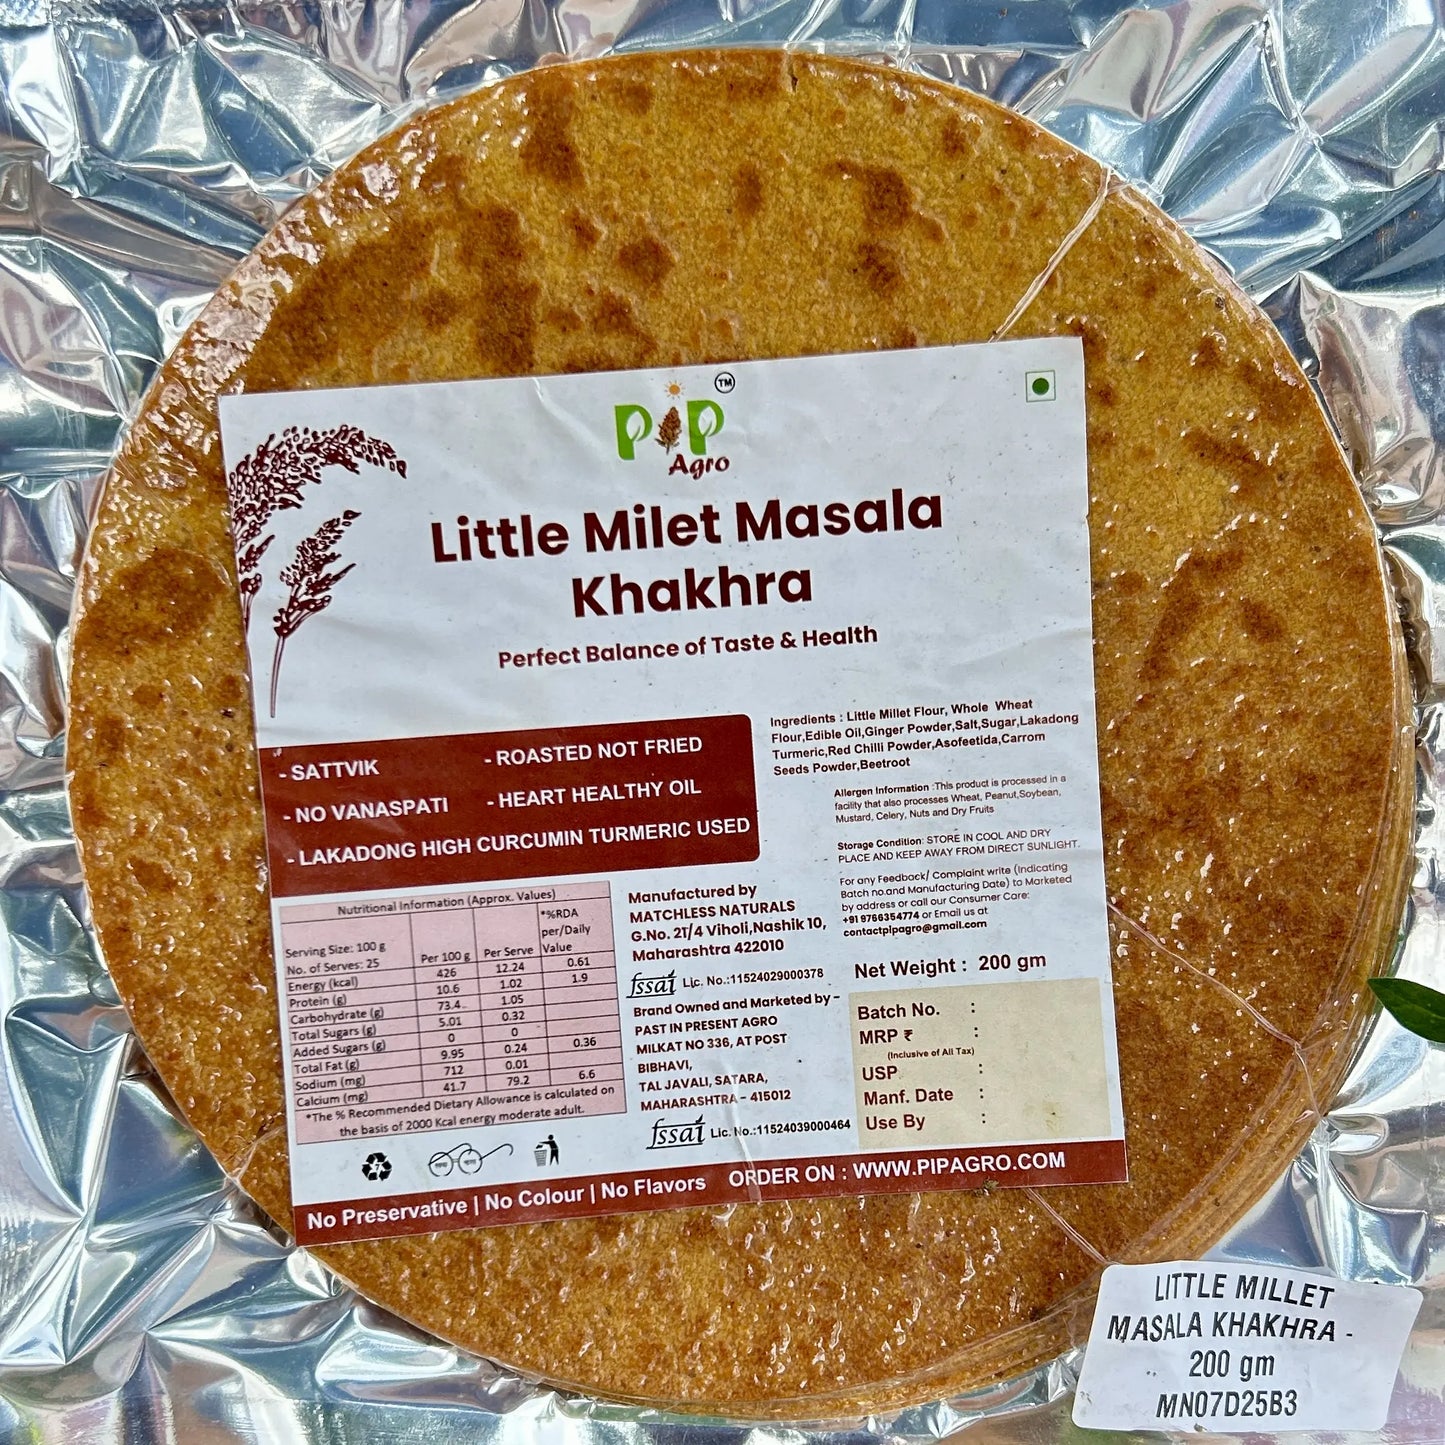 PiP
TM
Agro
Little Milet Masala
Khakhra
Perfect Balance of Taste & Health
- SATTVIK
- ROASTED NOT FRIED
- NO VANASPATI
- HEART HEALTHY OIL
- LAKADONG HIGH CURCUMIN TURMERIC USED
Ingredients : Little Millet Flour, Whole Wheat
Flour,Edible Oil,Ginger Powder,Salt,Sugar,Lakadong
Turmeric,Red Chilli Powder,Asofeetida,Carrom
Seeds Powder,Beetroot
Allergen Information :This product is processed in a
facility that also processes Wheat, Peanut,Soybean,
Mustard, Celery, Nuts and Dry Fruits
Storage Condition: STORE IN COOL AND DRY
PLACE AND KEEP AWAY FROM DIRECT SUNLIGHT.
For any Feedback/ Complaint write (Indicating
Batch no.and Manufacturing Date) to Marketed
by address or call our Consumer Care:
+91 9766354774 or Email us at
contactpipagro@gmail.com
Nutritional Information (Approx. Values)
Serving Size: 100 g
No. of Serves: 25
Per 100 g
Per Serve
*%RDA
per/Daily
Value
Energy (kcal) 426 12.24 0.61
Protein (g) 10.6 1.02 1.9
Carbohydrate (g) 73.4 1.05
Total Sugars (g) 5.01 0.32
Added Sugars (g) 0 0
Total Fat (g) 9.95 0.24 0.36
Sodium (mg) 712 0.01
Calcium (mg) 41.7 79.2 6.6
*The % Recommended Dietary Allowance is calculated on
the basis of 2000 Kcal energy moderate adult.
7
Manufactured by
MATCHLESS NATURALS
G.No. 21/4 Viholi,Nashik 10,
Maharashtra 422010
fssai Lic. No.:11524029000378
Brand Owned and Marketed by -
PAST IN PRESENT AGRO
MILKAT NO 336, AT POST
BIBHAVI,
TAL JAVALI, SATARA,
MAHARASHTRA - 415012
fssai Lic. No.:11524039000464
Net Weight : 200 gm
Batch No. :
MRP ₹ :
(Inclusive of All Tax)
USP :
Manf. Date :
Use By :
No Preservative | No Colour | No Flavors
ORDER ON : WWW.PIPAGRO.COM
LITTLE MILLET
MASALA KHAKHRA -
200 gm
MN07D25B3